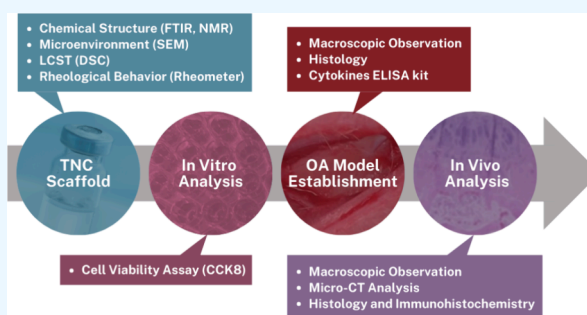 • Chemical Structure (FTIR, NMR)
• Microenvironment (SEM)
• LCST (DSC)
• Rheological Behavior (Rheometer)
• Macroscopic Observation
• Histology
• Cytokines ELISA kit
TNC
Scaffold
In Vitro
Analysis
OA Model
Establishment
In Vivo
Analysis
• Cell Viability Assay (CCK8)
• Macroscopic Observation
• Micro-CT Analysis
• Histology and Immunohistochemistry